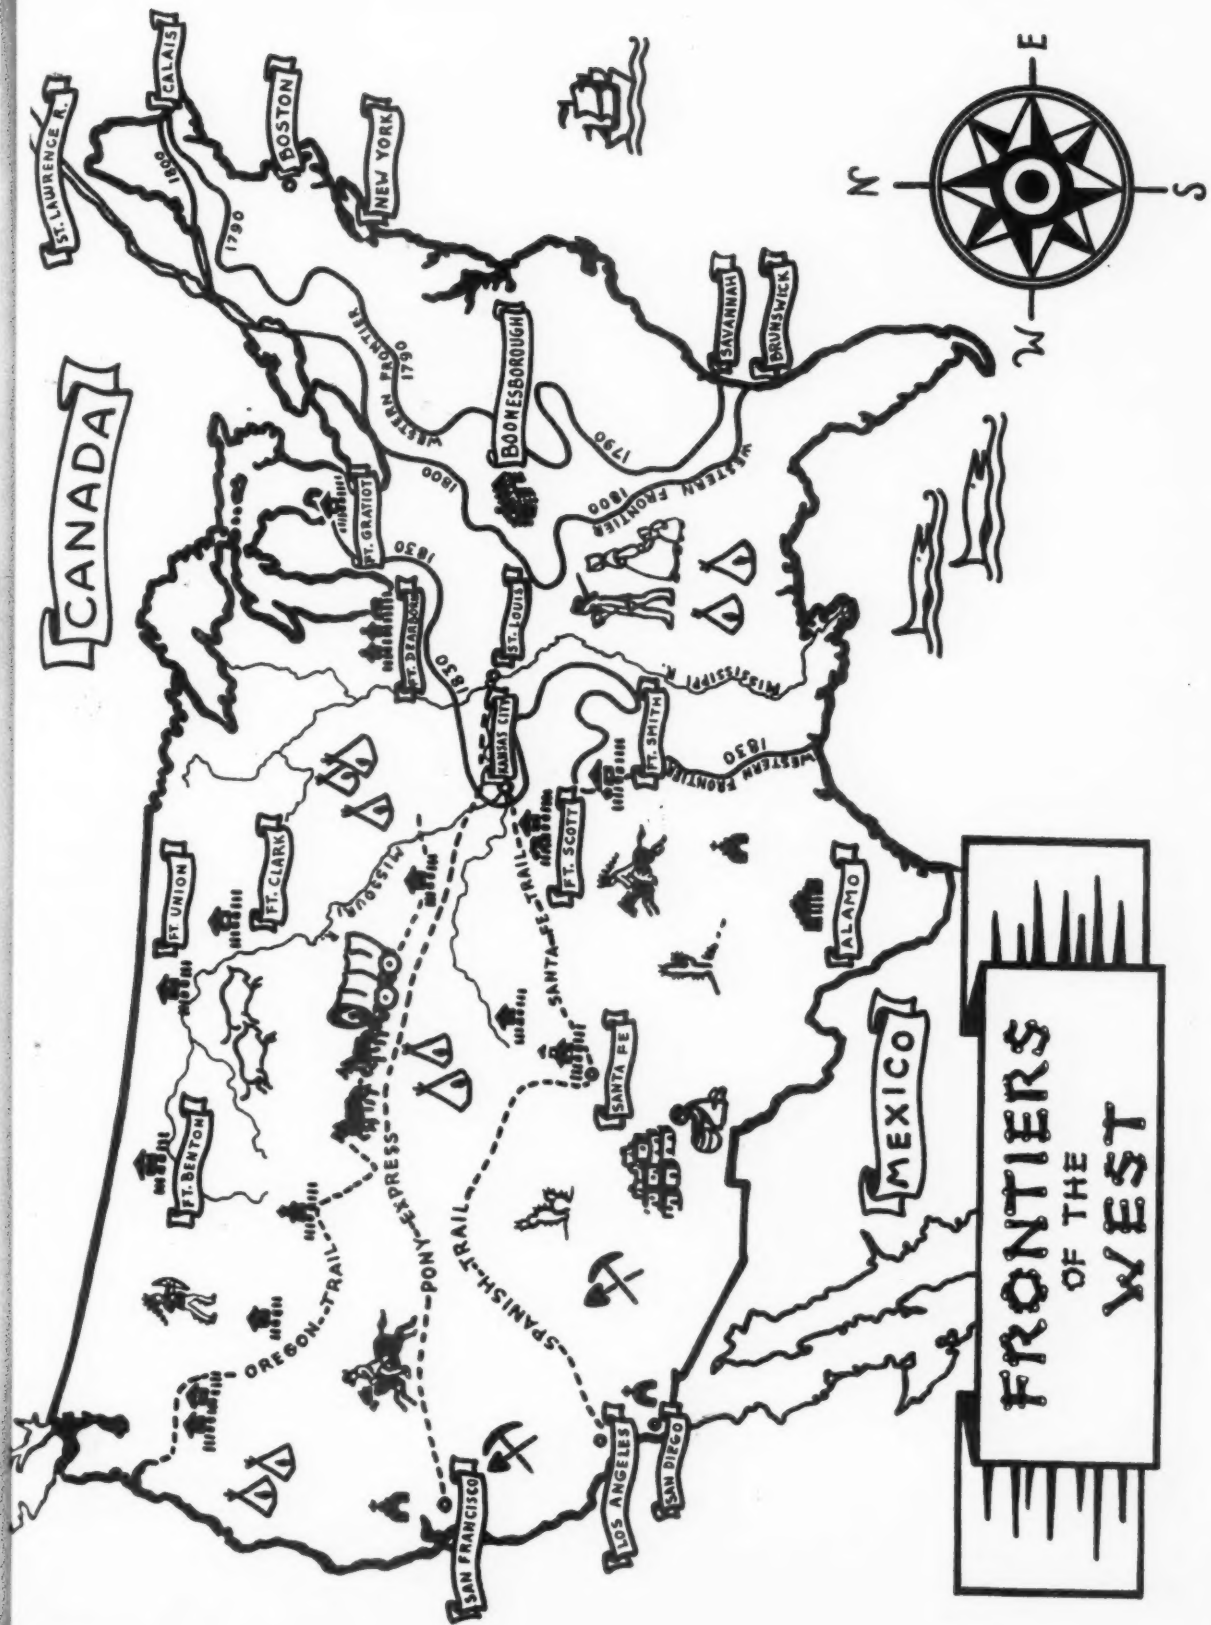 CANADA
ST. LAWRENCE R.
CALAIS
1800
1790
BOSTON
NEW YORK
WESTERN FRONTIER
1790
BOONESBOROUGH
1800
1790
SAVANNAH
BRUNSWICK
WESTERN FRONTIER
1800
FT. GRATIOT
1830
FT. DEARBORN
1830
ST. LOUIS
KANSAS CITY
MISSISSIPPI R.
FT. SMITH
WESTERN FRONTIER
1830
FT. SCOTT
FT. UNION
FT. CLARK
MISSOURI
FT. BENTON
OREGON TRAIL
PONY EXPRESS
SANTA FE TRAIL
SANTA FE
SPANISH TRAIL
ALAMO
MEXICO
SAN FRANCISCO
LOS ANGELES
SAN DIEGO
N
E
W
S
FRONTIERS
OF THE
WEST